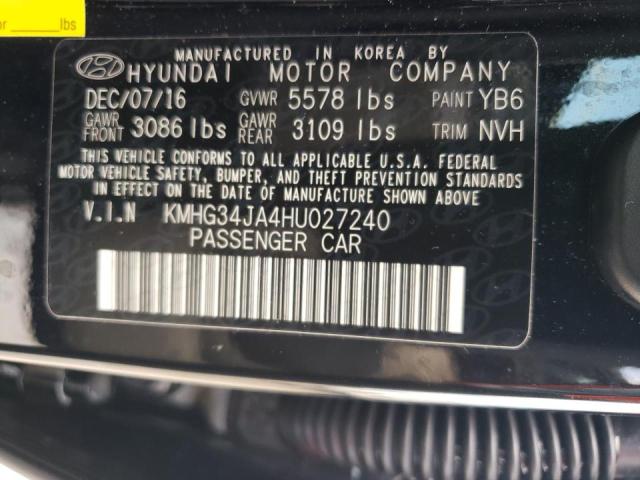 or ______lbs
MANUFACTURED IN KOREA BY
HYUNDAI MOTOR COMPANY
DEC/07/16 GVWR 5578 lbs PAINT YB6
GAWR FRONT 3086 lbs GAWR REAR 3109 lbs TRIM NVH
THIS VEHICLE CONFORMS TO ALL APPLICABLE U.S.A. FEDERAL
MOTOR VEHICLE SAFETY, BUMPER, AND THEFT PREVENTION STANDARDS
IN EFFECT ON THE DATE OF MANUFACTURE SHOWN ABOVE.
V.I.N KMHG34JA4HU027240
PASSENGER CAR